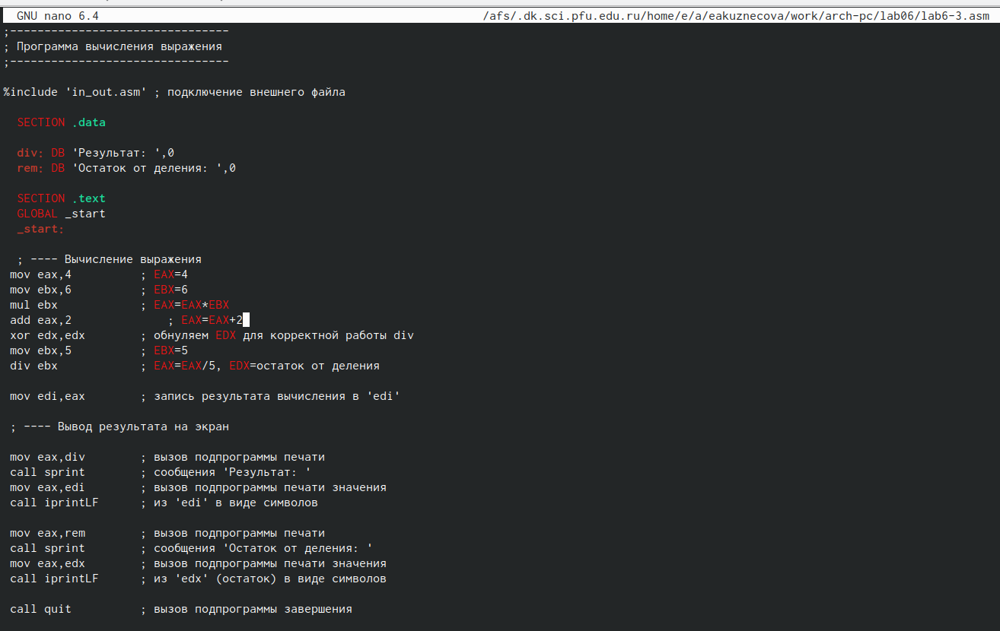 GNU nano 6.4 /afs/.dk.sci.pfu.edu.ru/home/e/a/eakuznecova/work/arch-pc/lab06/lab6-3.asm
;--------------------------------
; Программа вычисления выражения
;--------------------------------
%include 'in_out.asm' ; подключение внешнего файла
SECTION .data
div: DB 'Результат: ',0
rem: DB 'Остаток от деления: ',0
SECTION .text
GLOBAL _start
_start:
; ---- Вычисление выражения
mov eax,4 ; EAX=4
mov ebx,6 ; EBX=6
mul ebx ; EAX=EAX*EBX
add eax,2 ; EAX=EAX+2
xor edx,edx ; обнуляем EDX для корректной работы div
mov ebx,5 ; EBX=5
div ebx ; EAX=EAX/5, EDX=остаток от деления
mov edi,eax ; запись результата вычисления в 'edi'
; ---- Вывод результата на экран
mov eax,div ; вызов подпрограммы печати
call sprint ; сообщения 'Результат: '
mov eax,edi ; вызов подпрограммы печати значения
call iprintLF ; из 'edi' в виде символов
mov eax,rem ; вызов подпрограммы печати
call sprint ; сообщения 'Остаток от деления: '
mov eax,edx ; вызов подпрограммы печати значения
call iprintLF ; из 'edx' (остаток) в виде символов
call quit ; вызов подпрограммы завершения